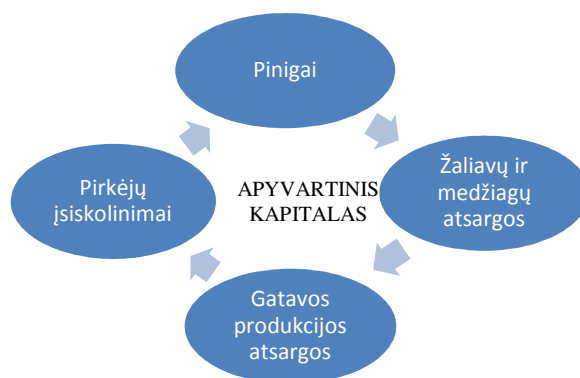 Pinigai
Žaliavų ir
medžiagų
atsargos
Gatavos
produkcijos
atsargos
Pirkėjų
įsiskolinimai
APYVARTINIS
KAPITALAS